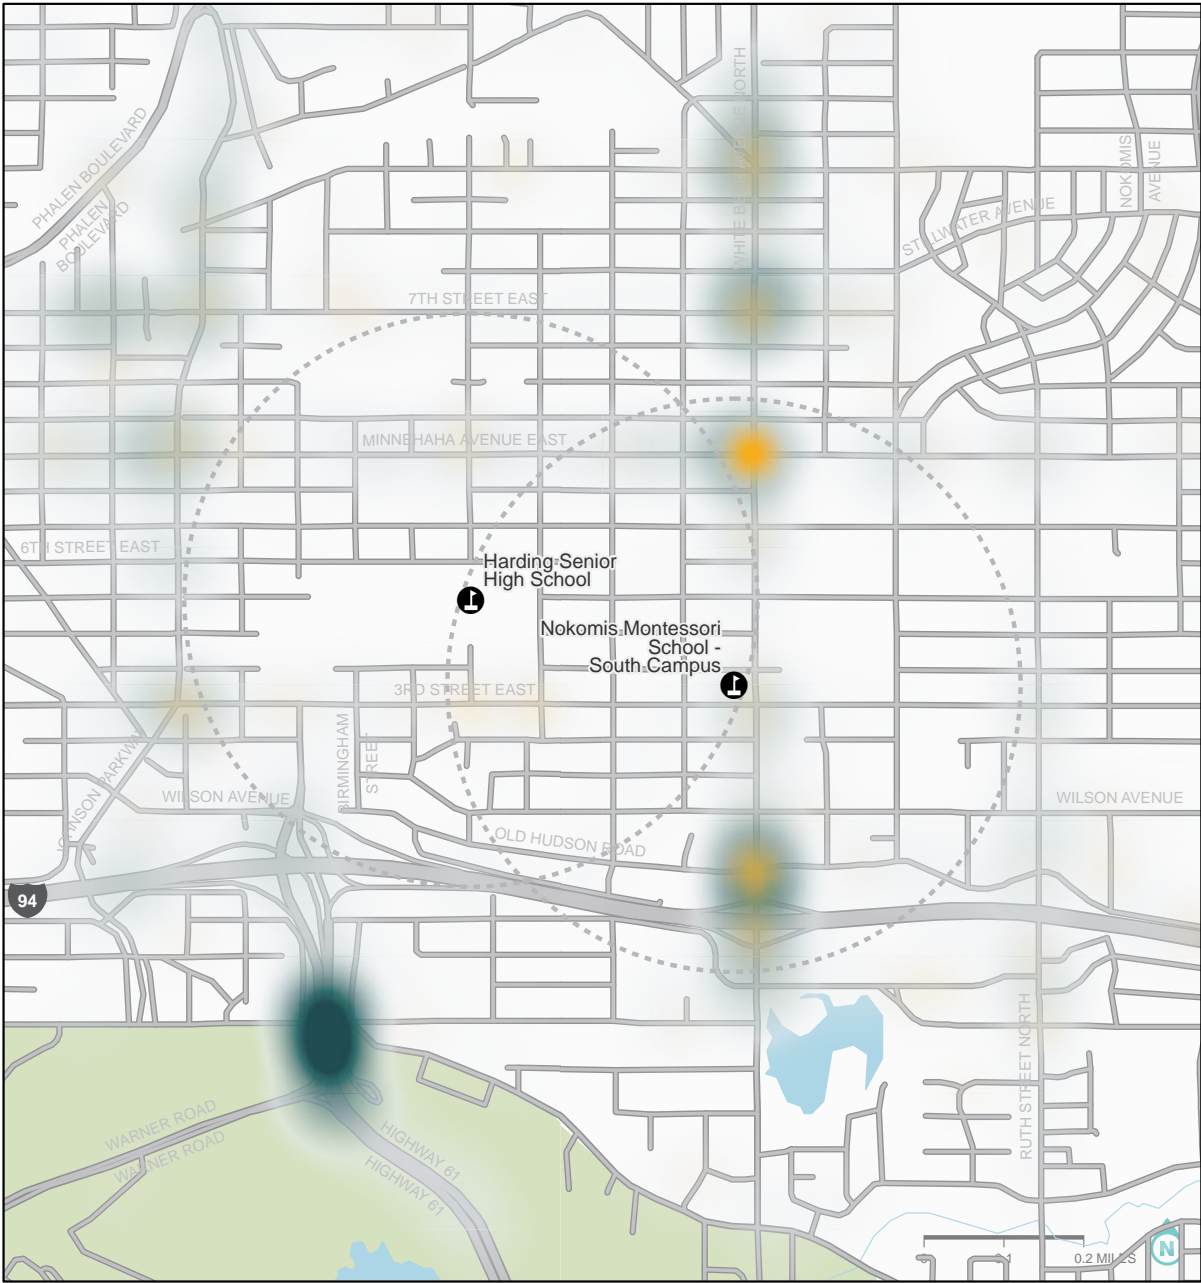 PHALEN BOULEVARD
PHALEN
BOULEVARD
NOKOMIS
AVENUE
STILLWATER AVENUE
7TH STREET EAST
MINNEHAHA AVENUE EAST
6TH STREET EAST
Harding Senior
High School
Nokomis Montessori
School -
South Campus
3RD STREET EAST
BIRMINGHAM
STREET
JOHNSON PARKWAY
WILSON AVENUE
WILSON AVENUE
OLD HUDSON ROAD
94
RUTH STREET NORTH
WARNER ROAD
WARNER ROAD
HIGHWAY 61
HIGHWAY 61
0.1
0.2 MILES
N